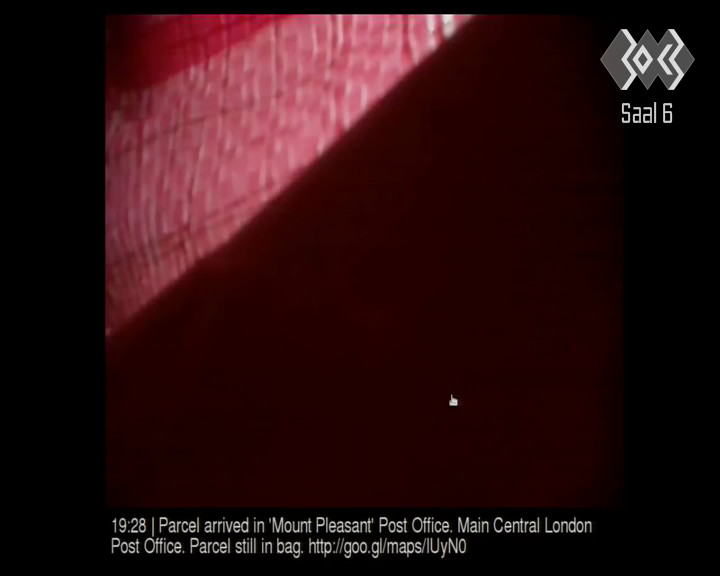 Saal 6
19:28 | Parcel arrived in 'Mount Pleasant' Post Office. Main Central London
Post Office. Parcel still in bag. http://goo.gl/maps/IUyN0